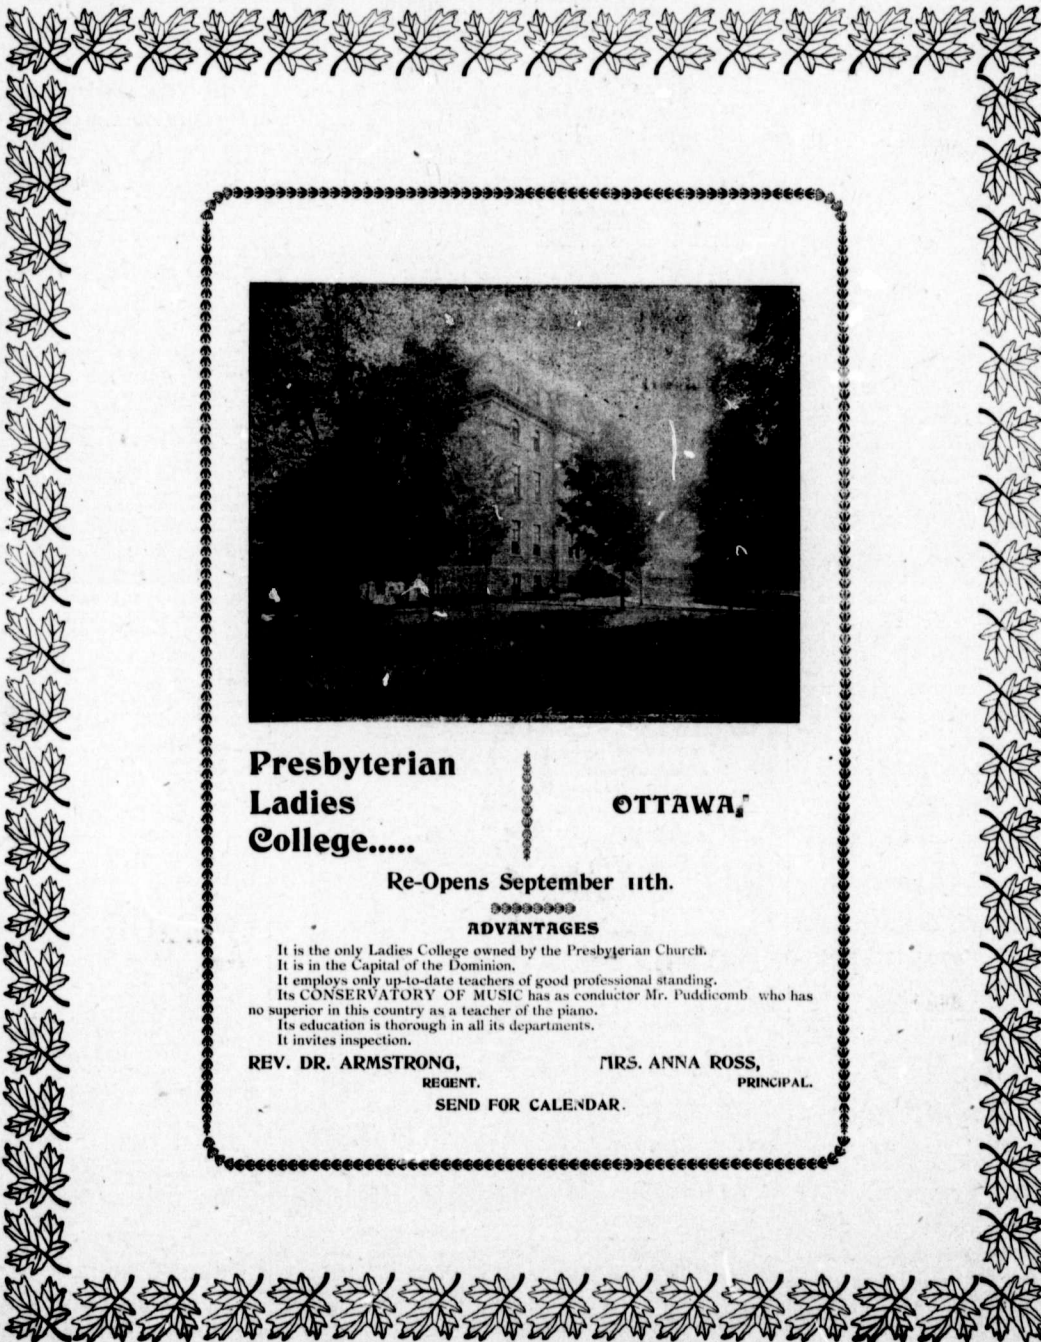 Presbyterian
Ladies
College.....
OTTAWA,
Re-Opens September 11th.
ADVANTAGES
It is the only Ladies College owned by the Presbyterian Church.
It is in the Capital of the Dominion.
It employs only up-to-date teachers of good professional standing.
Its CONSERVATORY OF MUSIC has as conductor Mr. Puddicomb who has
no superior in this country as a teacher of the piano.
Its education is thorough in all its departments.
It invites inspection.
REV. DR. ARMSTRONG,
REGENT.
MRS. ANNA ROSS,
PRINCIPAL.
SEND FOR CALENDAR.